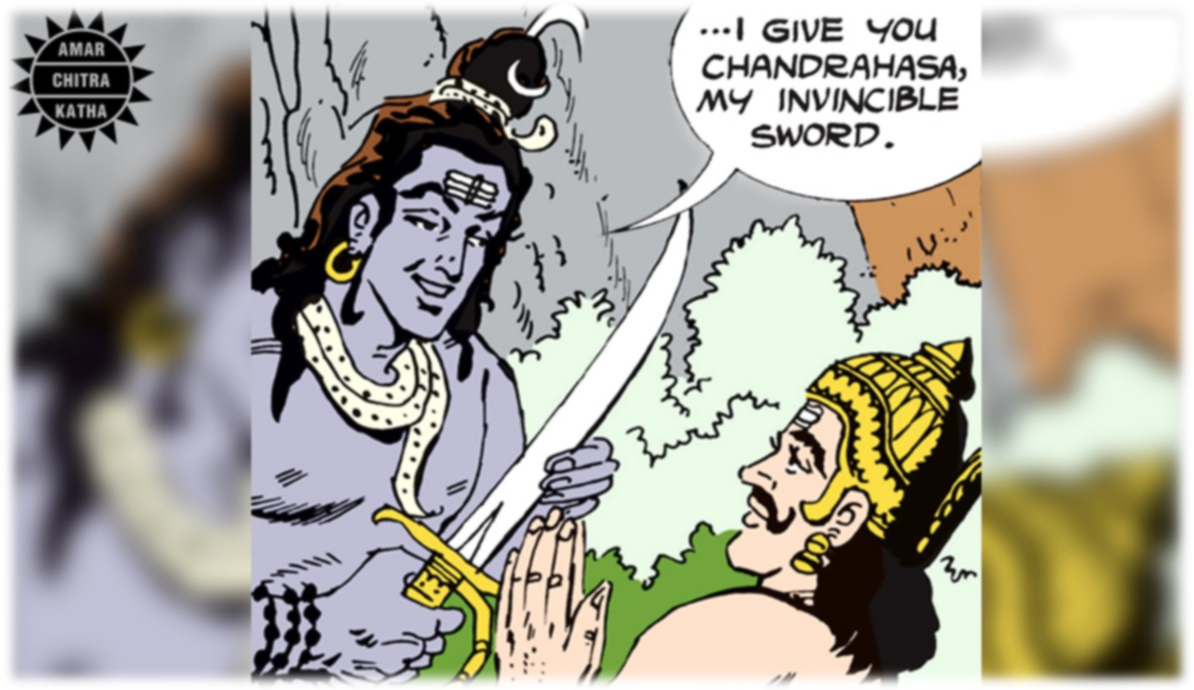 AMAR
CHITRA
KATHA
...I GIVE YOU
CHANDRAHASA,
MY INVINCIBLE
SWORD.